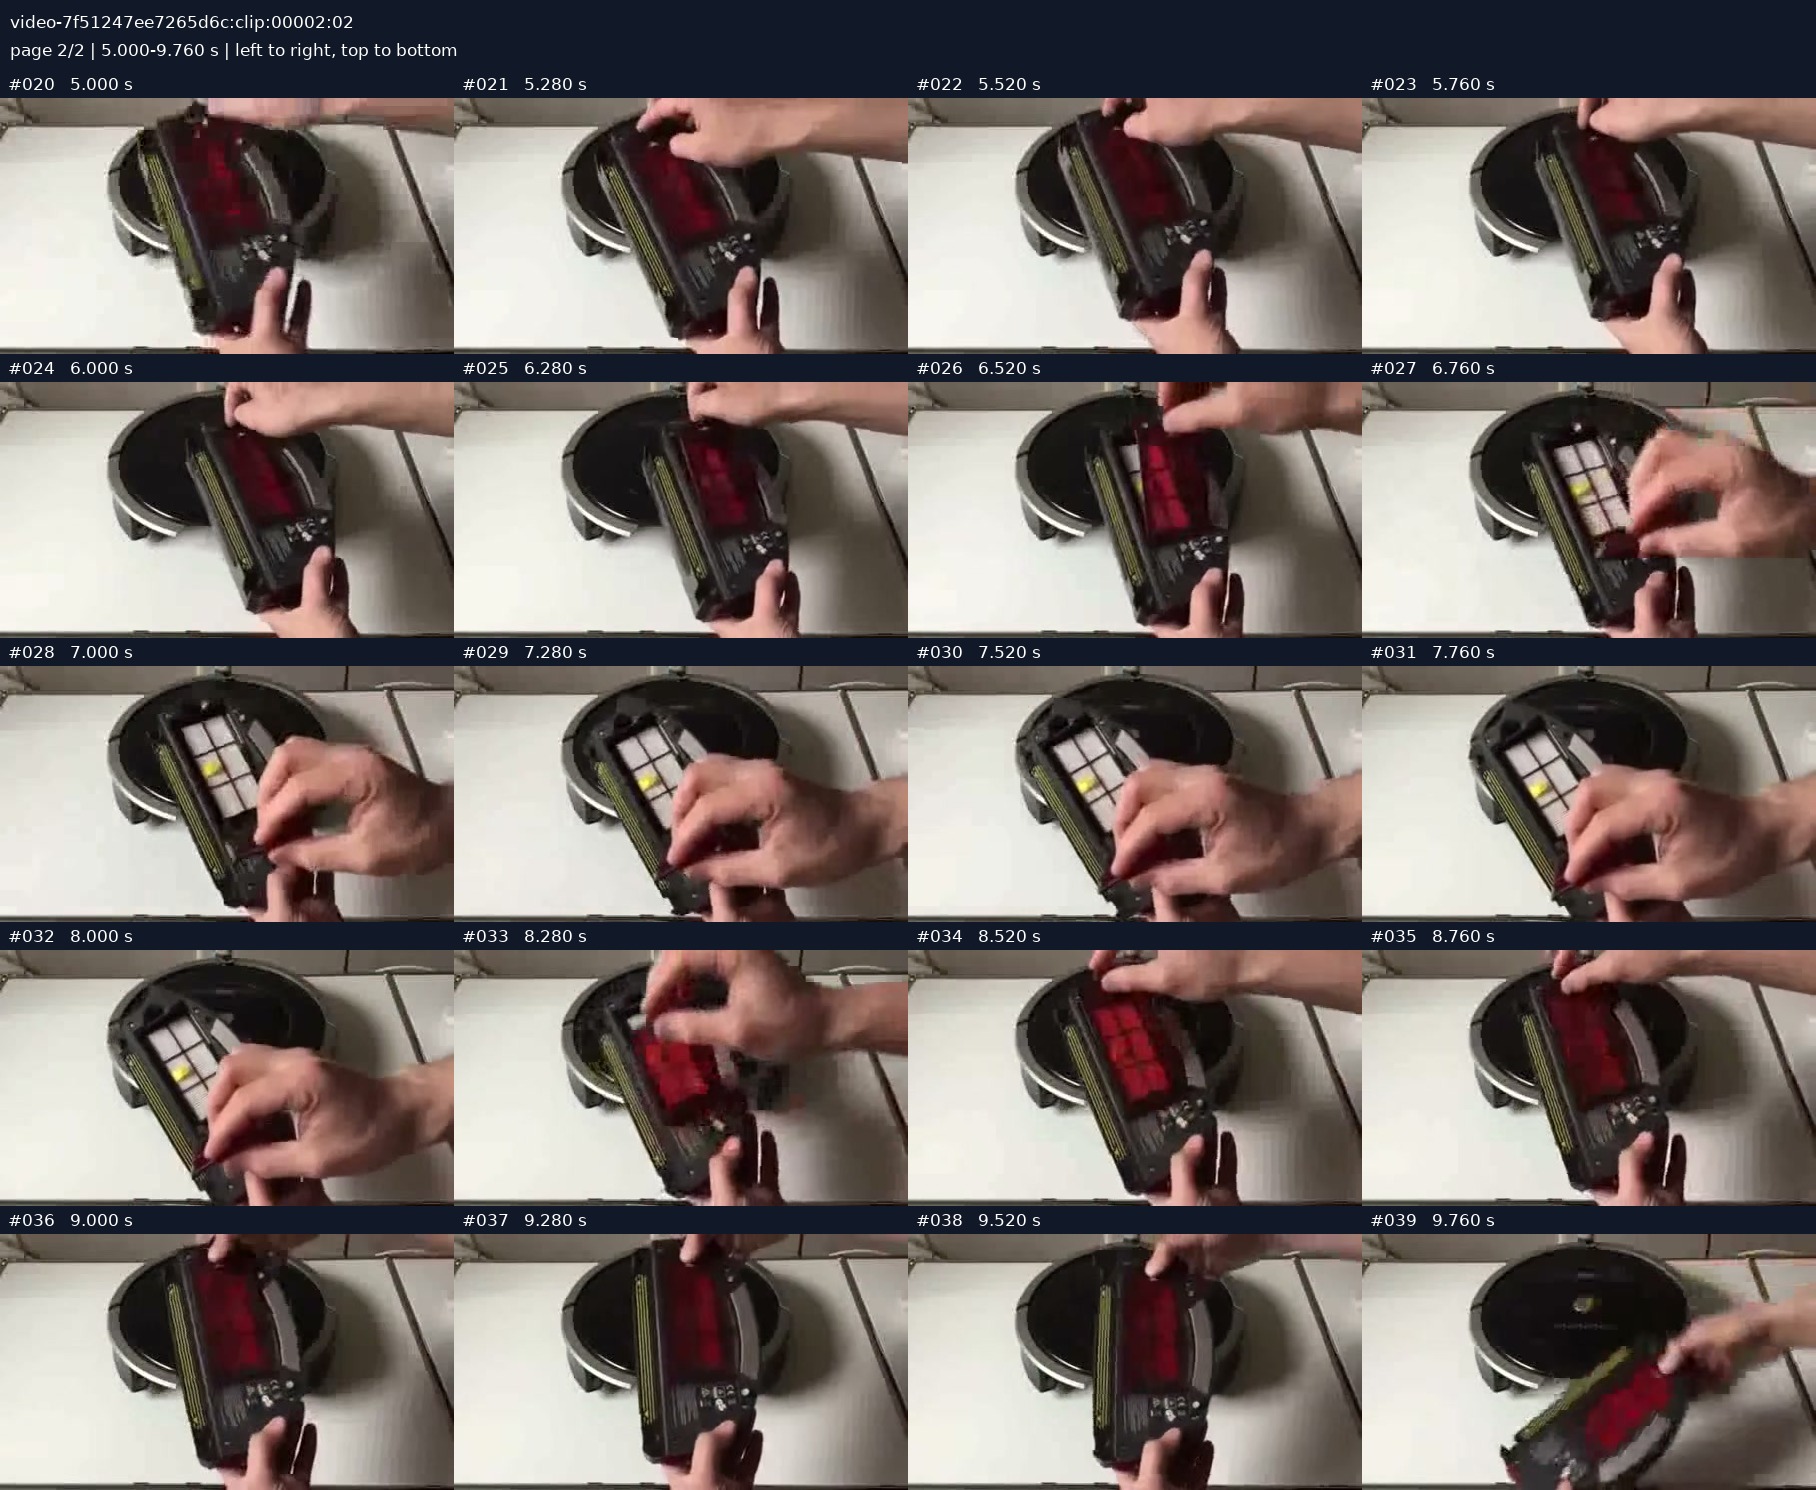 video-7f51247ee7265d6c:clip:00002:02
page 2/2 | 5.000-9.760 s | left to right, top to bottom
#020 5.000 s
#021 5.280 s
#022 5.520 s
#023 5.760 s
#024 6.000 s
#025 6.280 s
#026 6.520 s
#027 6.760 s
#028 7.000 s
#029 7.280 s
#030 7.520 s
#031 7.760 s
#032 8.000 s
#033 8.280 s
#034 8.520 s
#035 8.760 s
#036 9.000 s
#037 9.280 s
#038 9.520 s
#039 9.760 s